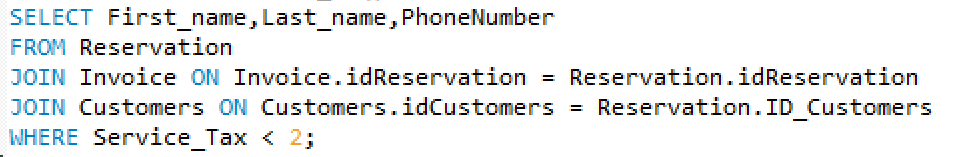 SELECT First_name,Last_name,PhoneNumber
FROM Reservation
JOIN Invoice ON Invoice.idReservation = Reservation.idReservation
JOIN Customers ON Customers.idCustomers = Reservation.ID_Customers
WHERE Service_Tax < 2;